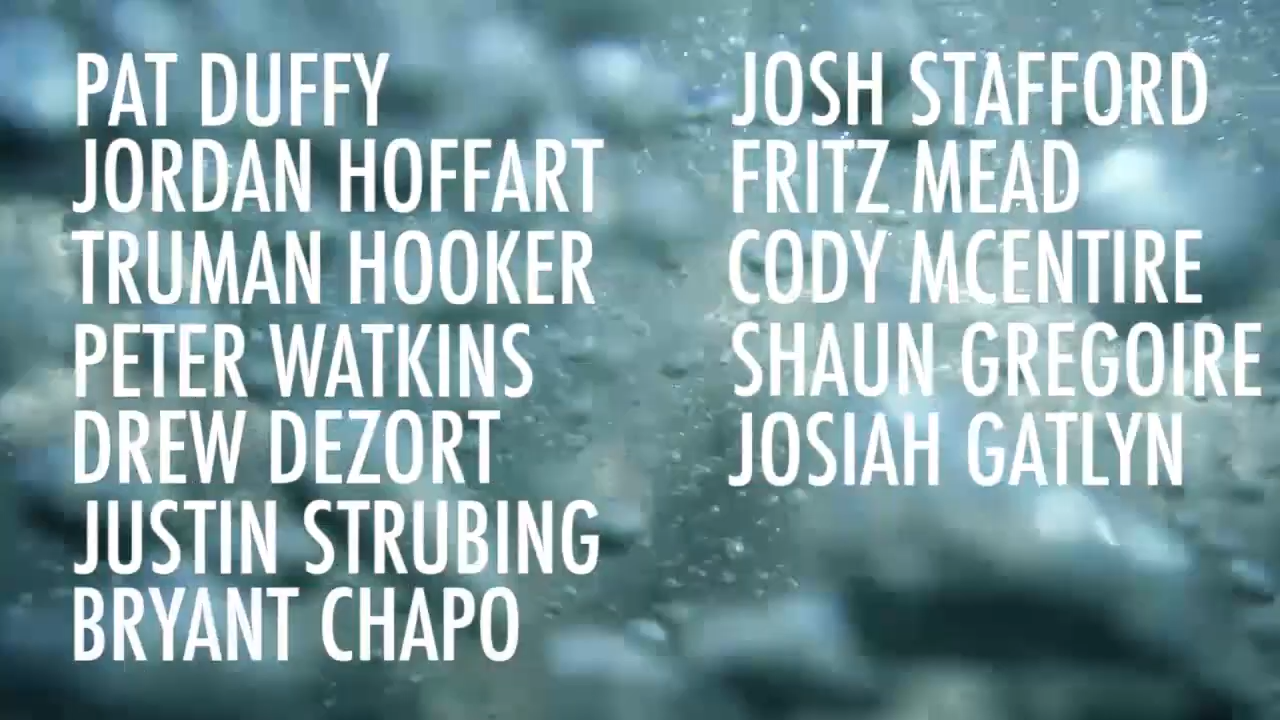 PAT DUFFY
JORDAN HOFFART
TRUMAN HOOKER
PETER WATKINS
DREW DEZORT
JUSTIN STRUBING
BRYANT CHAPO
JOSH STAFFORD
FRITZ MEAD
CODY MCENTIRE
SHAUN GREGOIRE
JOSIAH GATLYN